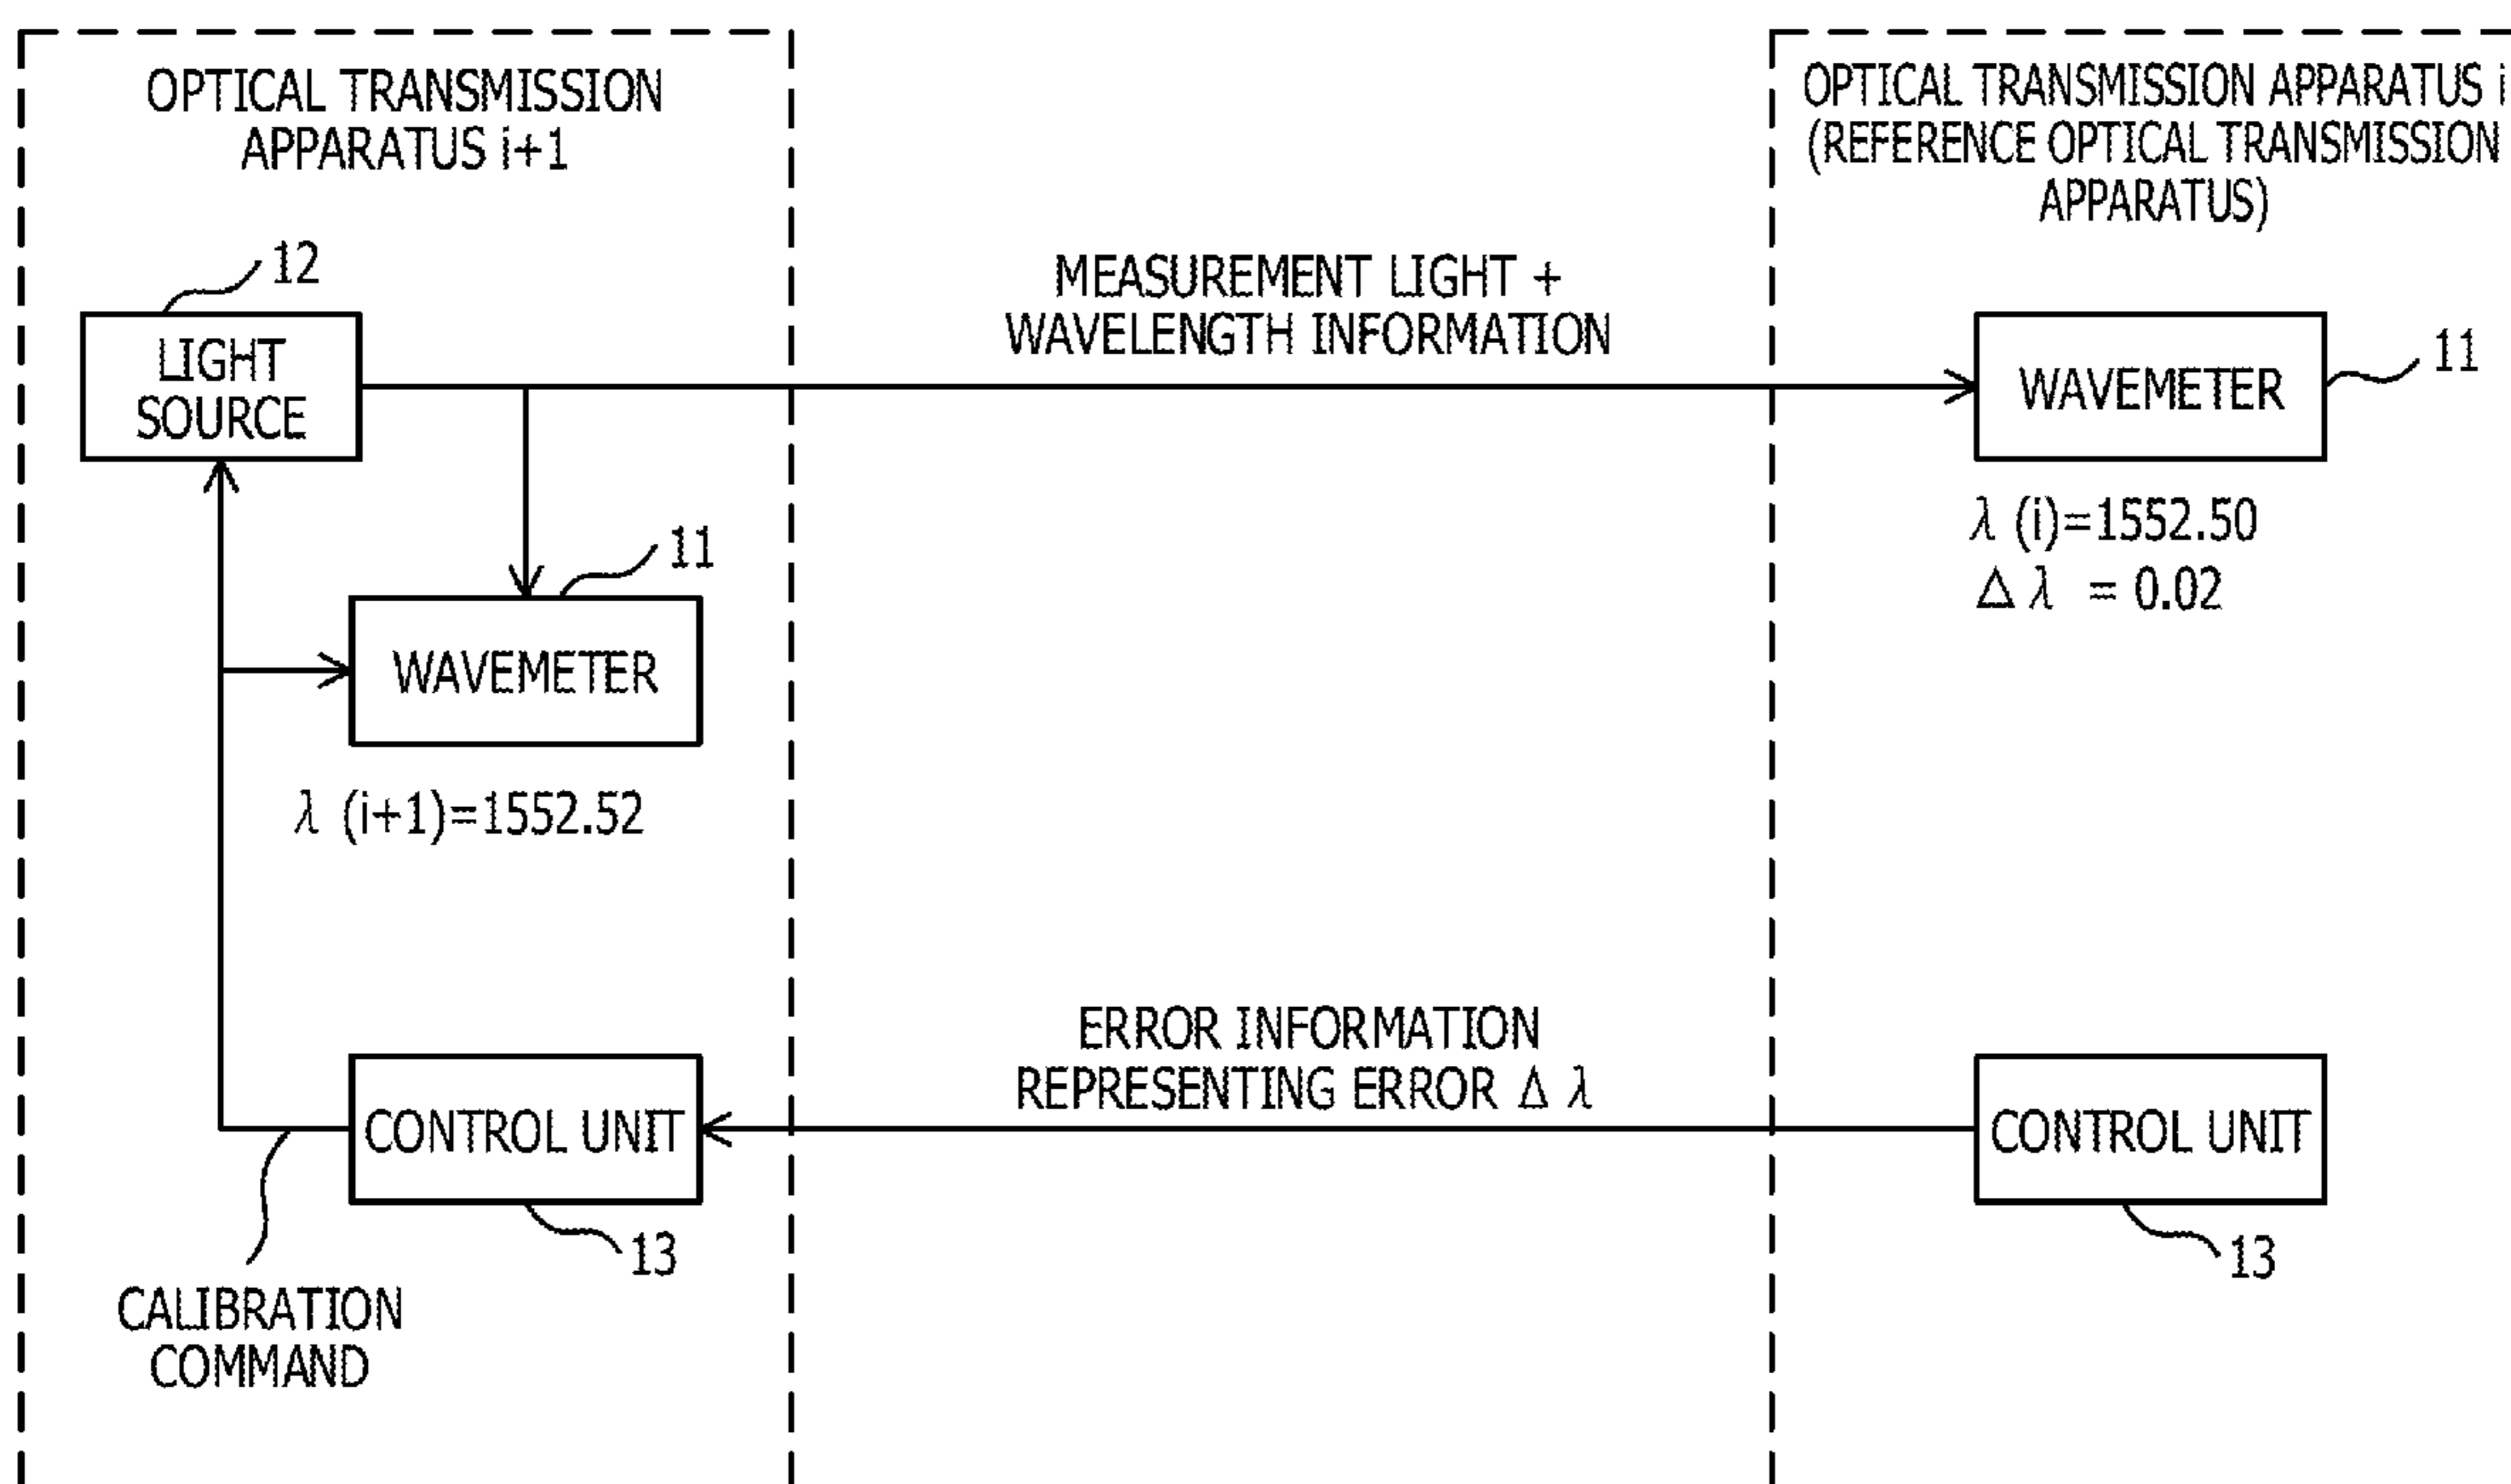 OPTICAL TRANSMISSION
APPARATUS i+1
OPTICAL TRANSMISSION APPARATUS i
(REFERENCE OPTICAL TRANSMISSION
APPARATUS)
12
LIGHT
SOURCE
MEASUREMENT LIGHT +
WAVELENGTH INFORMATION
WAVEMETER
11
λ (i)=1552.50
Δ λ = 0.02
11
WAVEMETER
λ (i+1)=1552.52
ERROR INFORMATION
REPRESENTING ERROR Δ λ
CONTROL UNIT
13
CONTROL UNIT
13
CALIBRATION
COMMAND